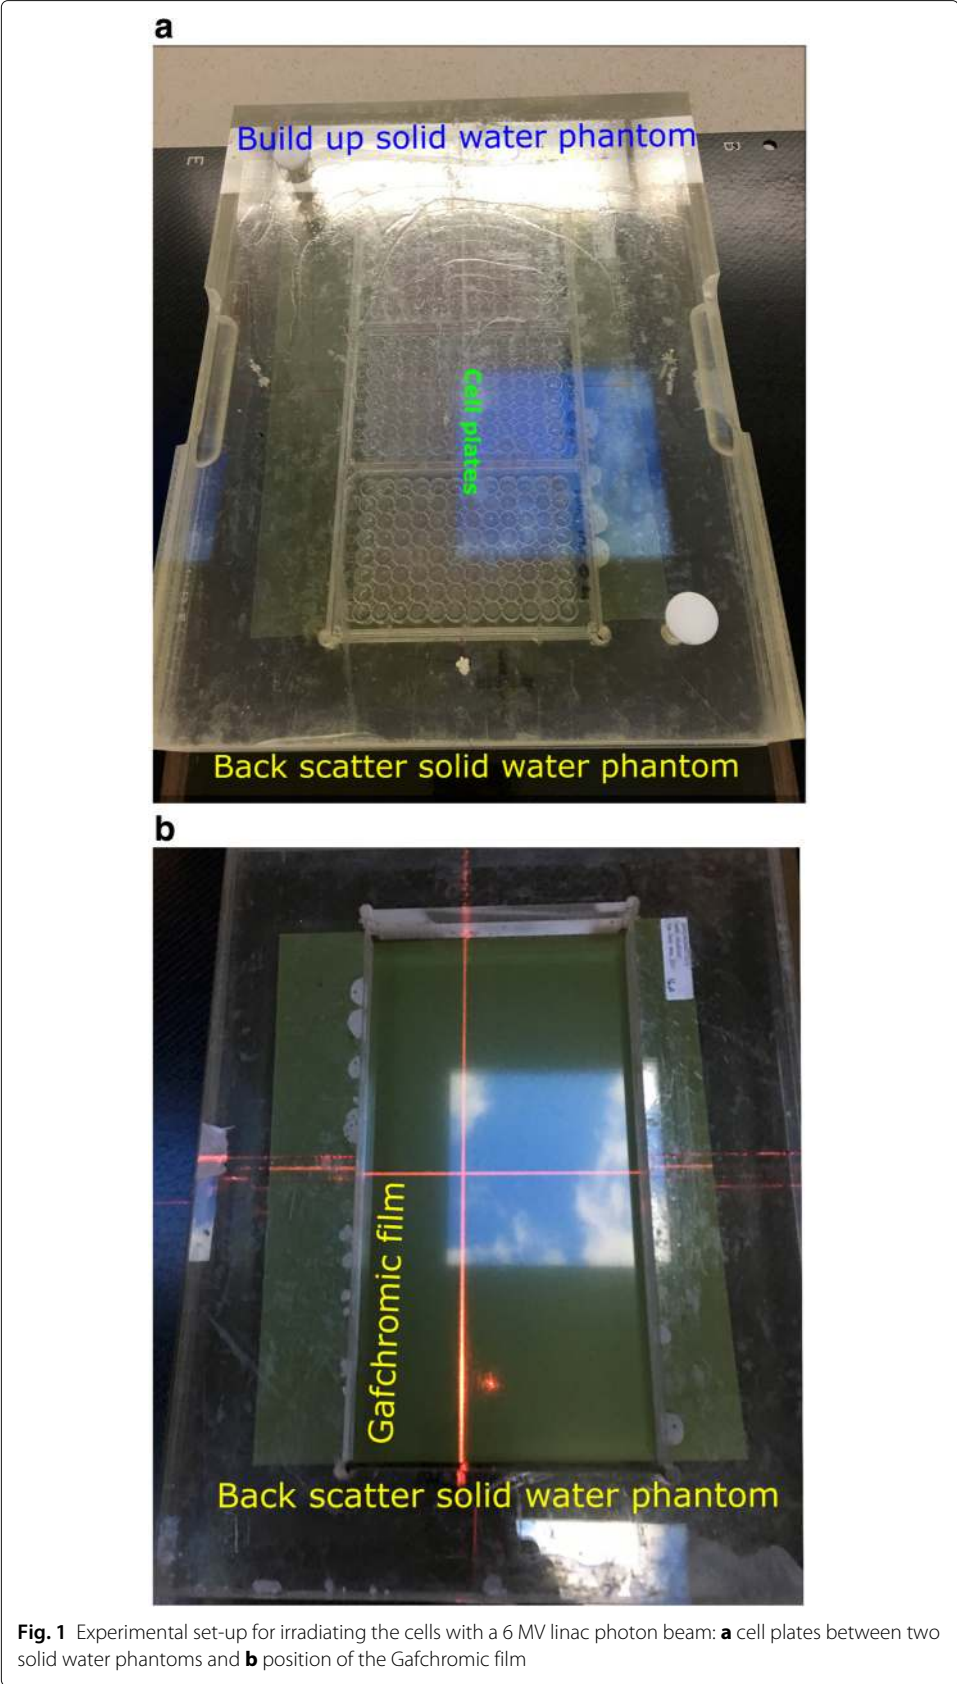 a
Build up solid water phantom
E
B
Cell plates
Back scatter solid water phantom
b
Gafchromic film
Back scatter solid water phantom
Fig. 1 Experimental set-up for irradiating the cells with a 6 MV linac photon beam: a cell plates between two
solid water phantoms and b position of the Gafchromic film